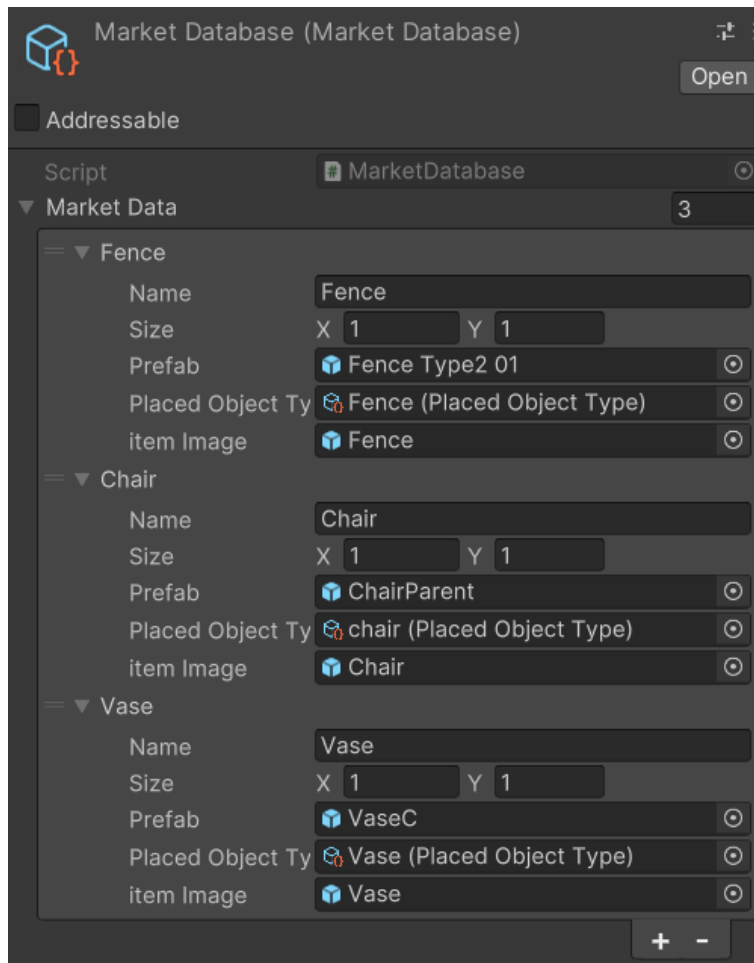 Market Database (Market Database)
Open
Addressable
Script # MarketDatabase
Market Data 3
Fence
Name Fence
Size X 1 Y 1
Prefab Fence Type2 01
Placed Object Ty Fence (Placed Object Type)
item Image Fence
Chair
Name Chair
Size X 1 Y 1
Prefab ChairParent
Placed Object Ty chair (Placed Object Type)
item Image Chair
Vase
Name Vase
Size X 1 Y 1
Prefab VaseC
Placed Object Ty Vase (Placed Object Type)
item Image Vase
+ -